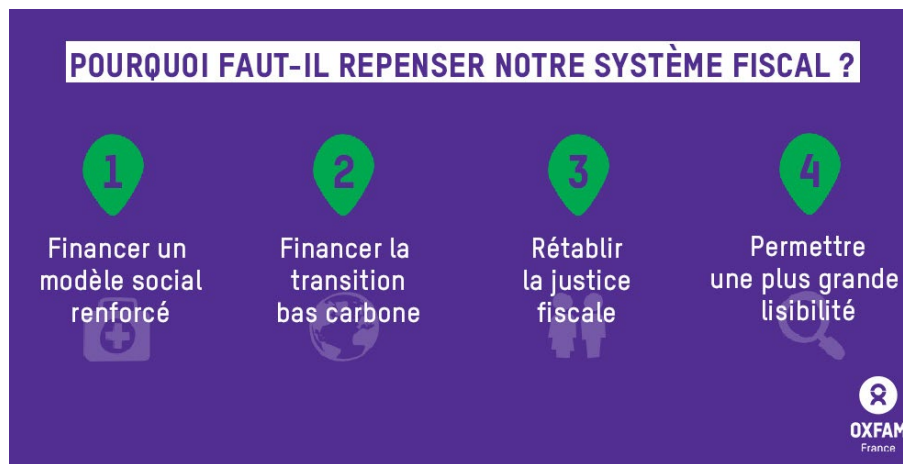 POURQUOI FAUT-IL REPENSER NOTRE SYSTÈME FISCAL ?
1
Financer un
modèle social
renforcé
2
Financer la
transition
bas carbone
3
Rétablir
la justice
fiscale
4
Permettre
une plus grande
lisibilité
OXFAM
France